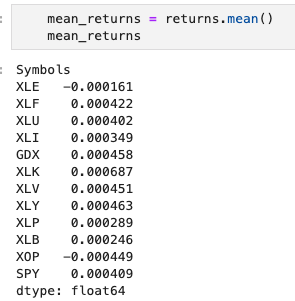 mean_returns = returns.mean()
mean_returns
Symbols
XLE -0.000161
XLF 0.000422
XLU 0.000402
XLI 0.000349
GDX 0.000458
XLK 0.000687
XLV 0.000451
XLY 0.000463
XLP 0.000289
XLB 0.000246
XOP -0.000449
SPY 0.000409
dtype: float64